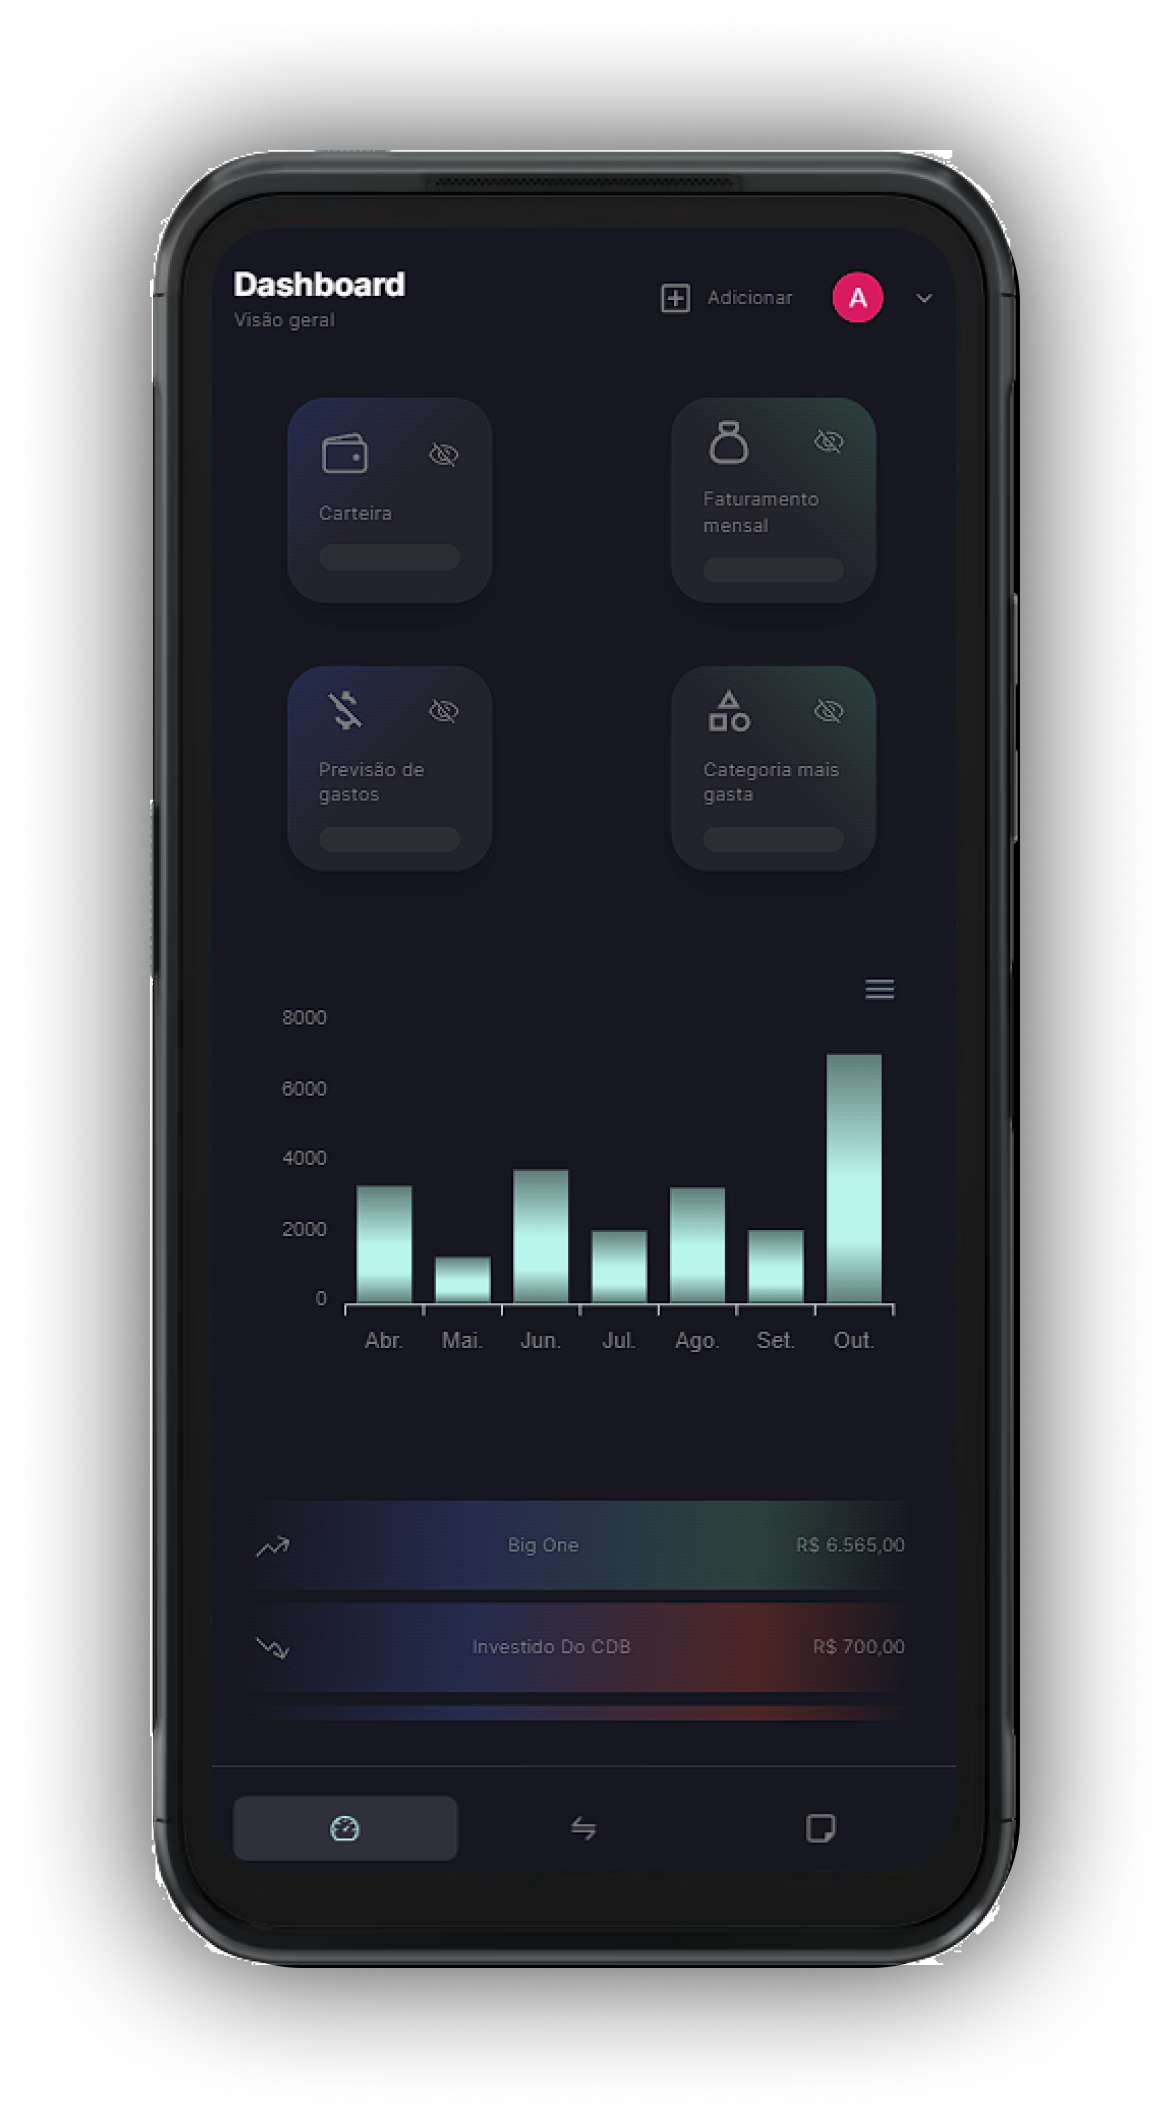 Dashboard
Visão geral
Adicionar
A
Carteira
Faturamento
mensal
Previsão de
gastos
Categoria mais
gasta
8000
6000
4000
2000
0
Abr. Mai. Jun. Jul. Ago. Set. Out.
Big One R$ 6.565,00
Investido Do CDB R$ 700,00